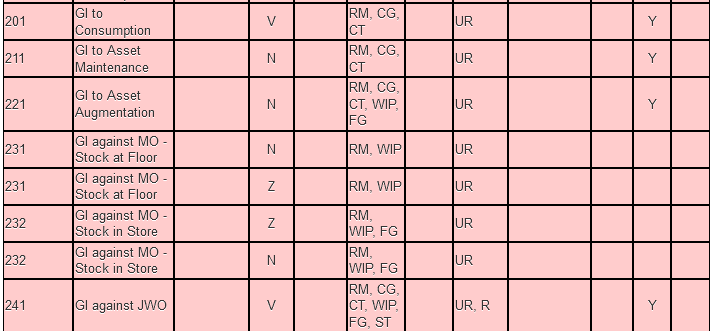 201 GI to Consumption V RM, CG, CT UR Y
211 GI to Asset Maintenance N RM, CG, CT UR Y
221 GI to Asset Augmentation N RM, CG, CT, WIP, FG UR Y
231 GI against MO - Stock at Floor N RM, WIP UR
231 GI against MO - Stock at Floor Z RM, WIP UR
232 GI against MO - Stock in Store Z RM, WIP, FG UR
232 GI against MO - Stock in Store N RM, WIP, FG UR
241 GI against JWO V RM, CG, CT, WIP, FG, ST UR, R Y